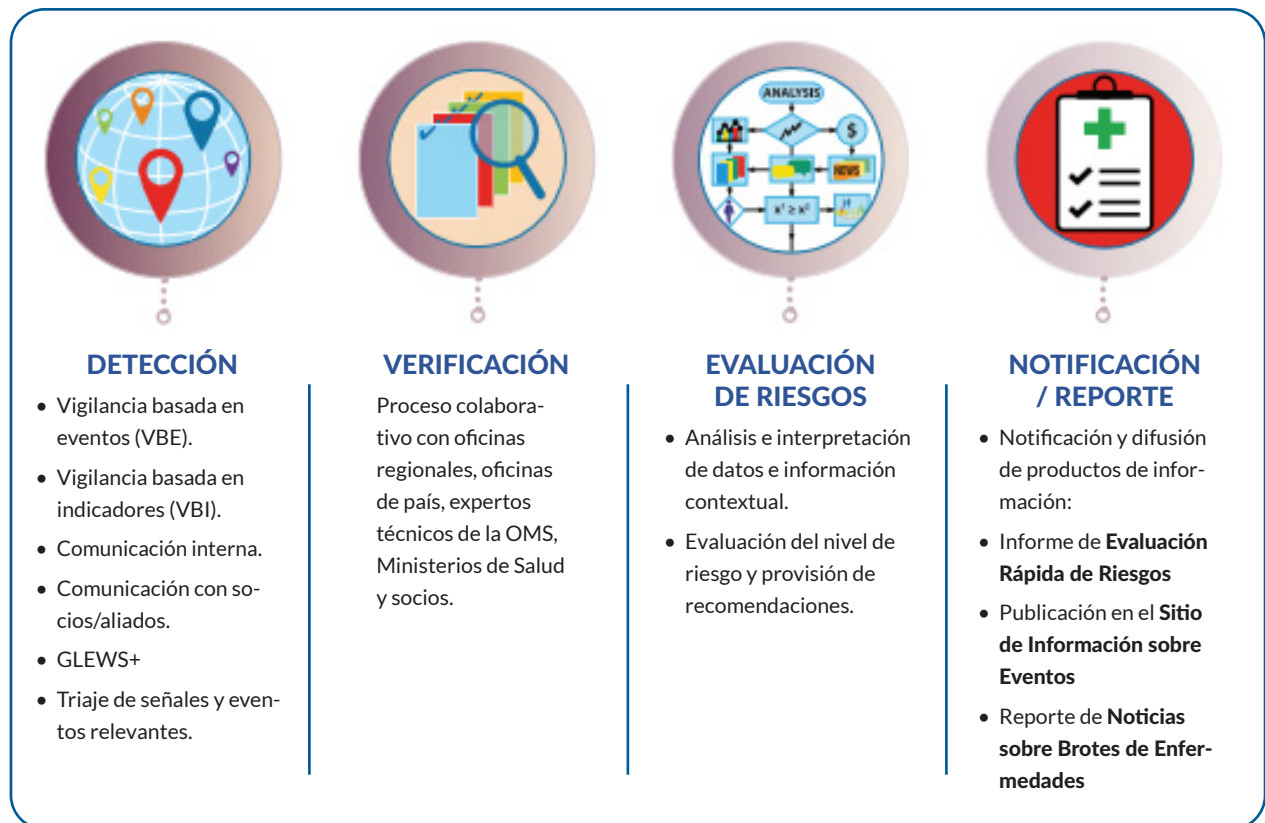 ANALYSIS
$
NEWS
x¹ ≥ x²
DETECCIÓN
• Vigilancia basada en
eventos (VBE).
• Vigilancia basada en
indicadores (VBI).
• Comunicación interna.
• Comunicación con so-
cios/aliados.
• GLEWS+
• Triaje de señales y even-
tos relevantes.
VERIFICACIÓN
Proceso colabora-
tivo con oficinas
regionales, oficinas
de país, expertos
técnicos de la OMS,
Ministerios de Salud
y socios.
EVALUACIÓN
DE RIESGOS
• Análisis e interpretación
de datos e información
contextual.
• Evaluación del nivel de
riesgo y provisión de
recomendaciones.
NOTIFICACIÓN
/ REPORTE
• Notificación y difusión
de productos de infor-
mación:
• Informe de Evaluación
Rápida de Riesgos
• Publicación en el Sitio
de Información sobre
Eventos
• Reporte de Noticias
sobre Brotes de Enfer-
medades